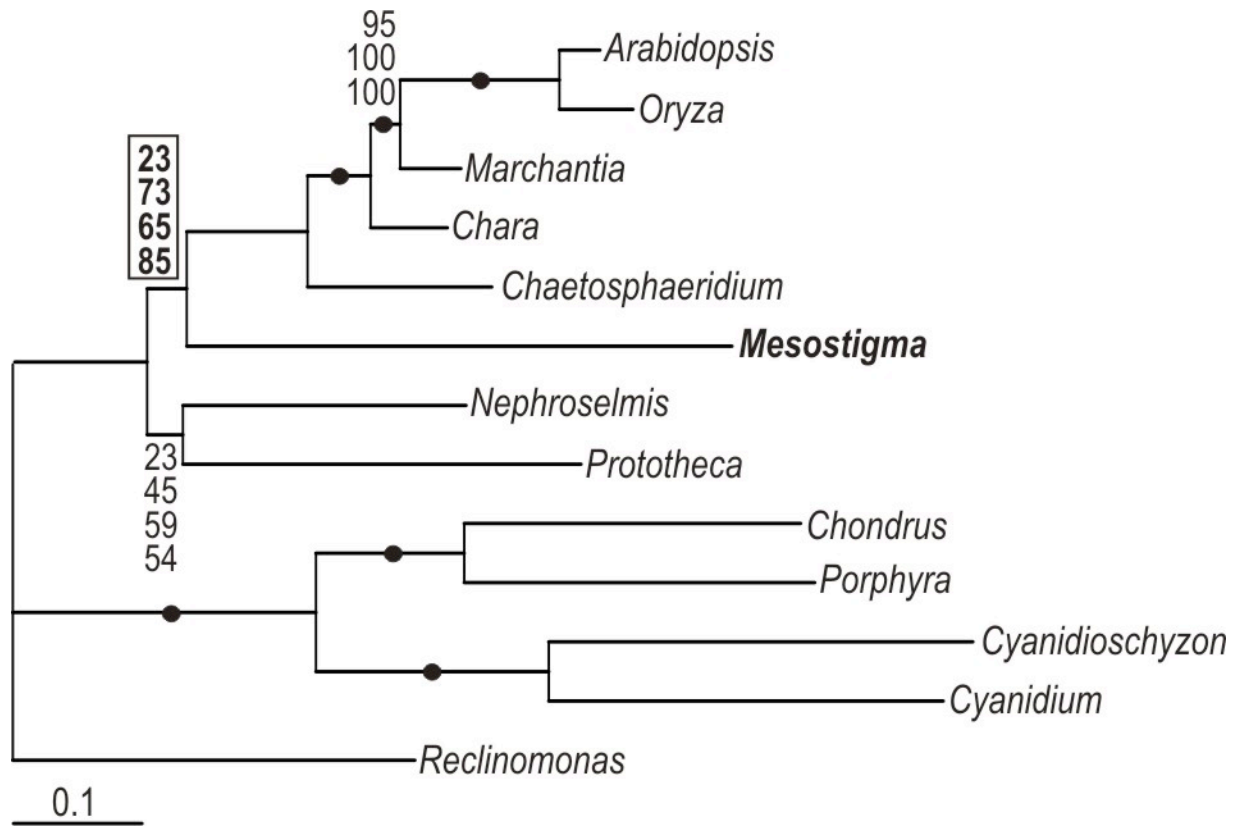 95
100
100
Arabidopsis
Oryza
Marchantia
Chara
Chaetosphaeridium
23
73
65
85
Mesostigma
Nephroselmis
Prototheca
23
45
59
54
Chondrus
Porphyra
Cyanidioschyzon
Cyanidium
Reclinomonas
0.1